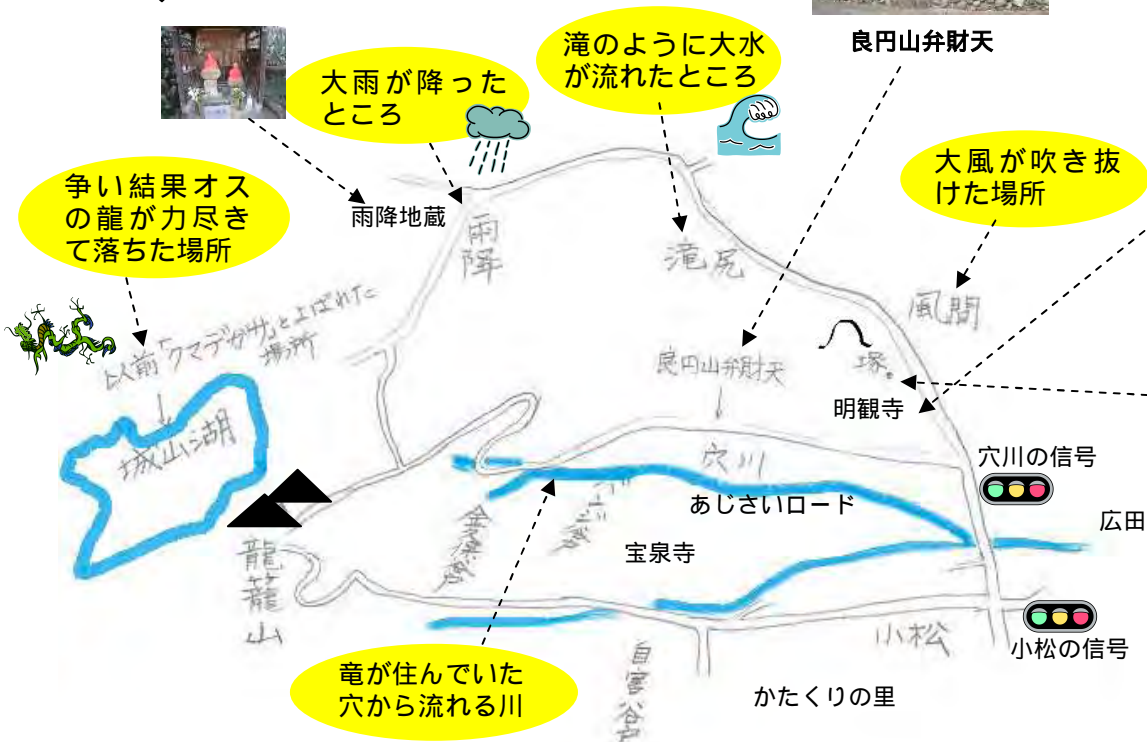 良円山弁財天
滝のように大水
が流れたところ
大雨が降った
ところ
大風が吹き抜
けた場所
争い結果オス
の龍が力尽き
て落ちた場所
雨降地蔵
雨降
滝尻
風間
以前「クマデガサ」とよばれた
場所
城山湖
良円山弁財天
塚。
明観寺
穴川
穴川の信号
あじさいロード
広田
宝泉寺
龍籠山
小松
小松の信号
竜が住んでいた
穴から流れる川
自害谷戸
かたくりの里